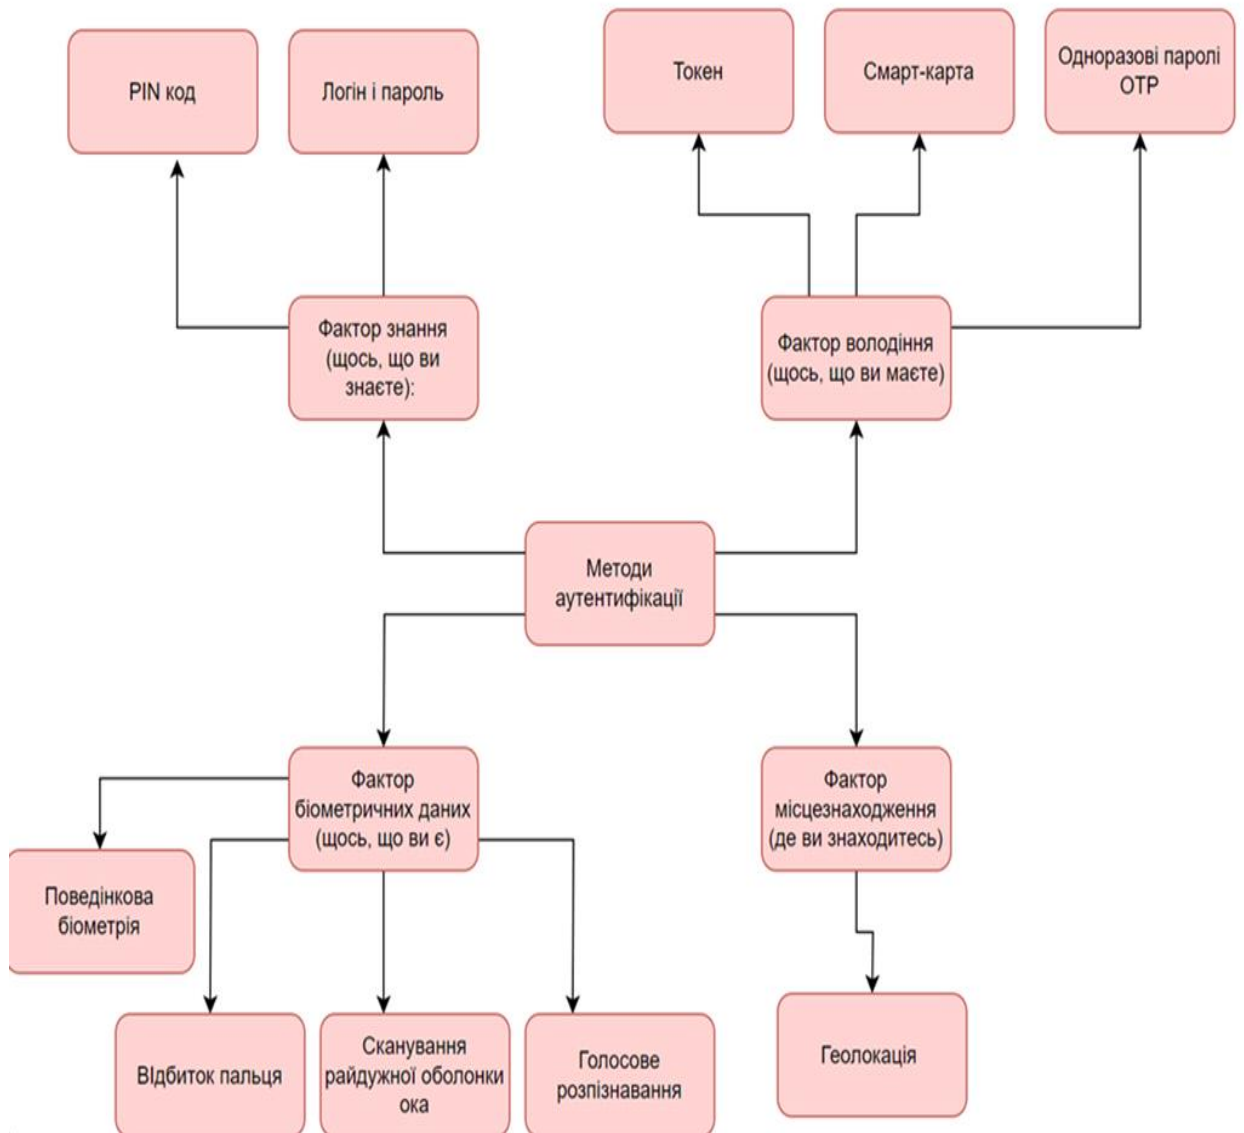 PIN код
Логін і пароль
Токен
Смарт-карта
Одноразові паролі
OTP
Фактор знання
(щось, що ви
знаєте):
Фактор володіння
(щось, що ви маєте)
Методи
аутентифікації
Фактор
біометричних даних
(щось, що ви є)
Фактор
місцезнаходження
(де ви знаходитесь)
Поведінкова
біометрія
ВІдбиток пальця
Сканування
райдужної оболонки
ока
Голосове
розпізнавання
Геолокація